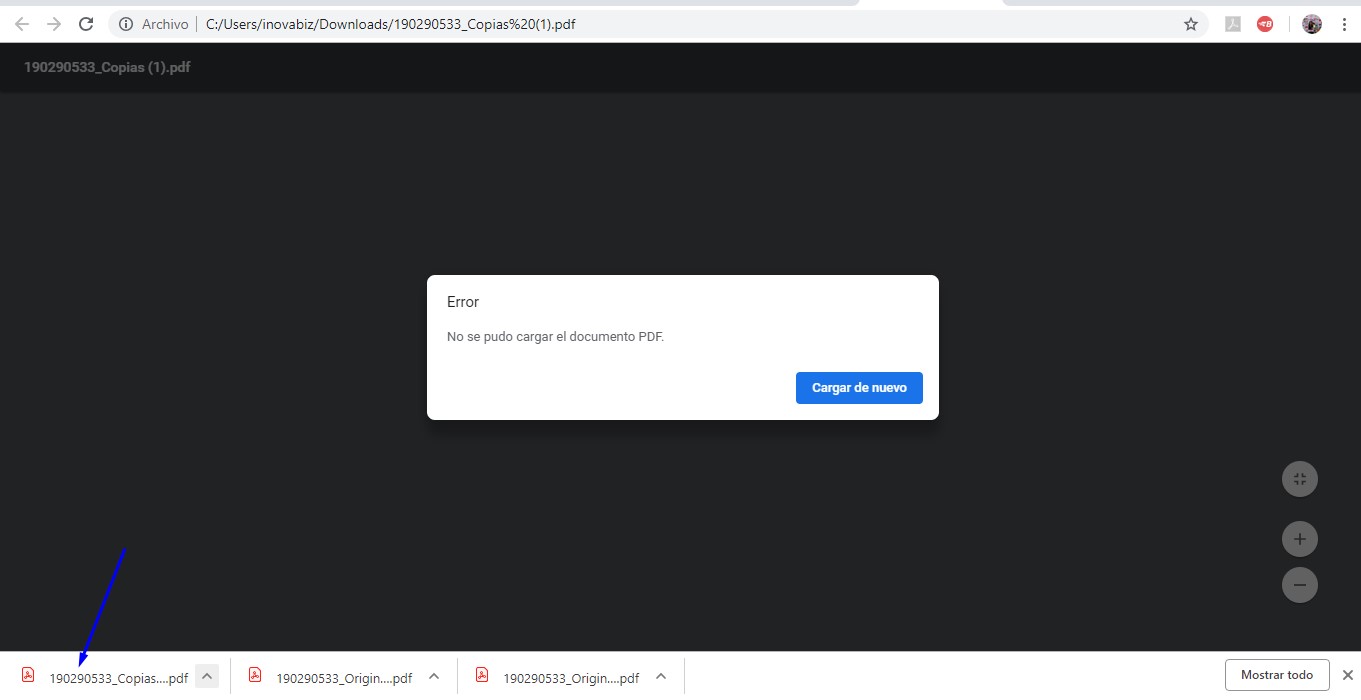 Archivo | C:/Users/inovabiz/Downloads/190290533_Copias%20(1).pdf
190290533_Copias (1).pdf
Error
No se pudo cargar el documento PDF.
Cargar de nuevo
190290533_Copias....pdf
190290533_Origin....pdf
190290533_Origin....pdf
Mostrar todo